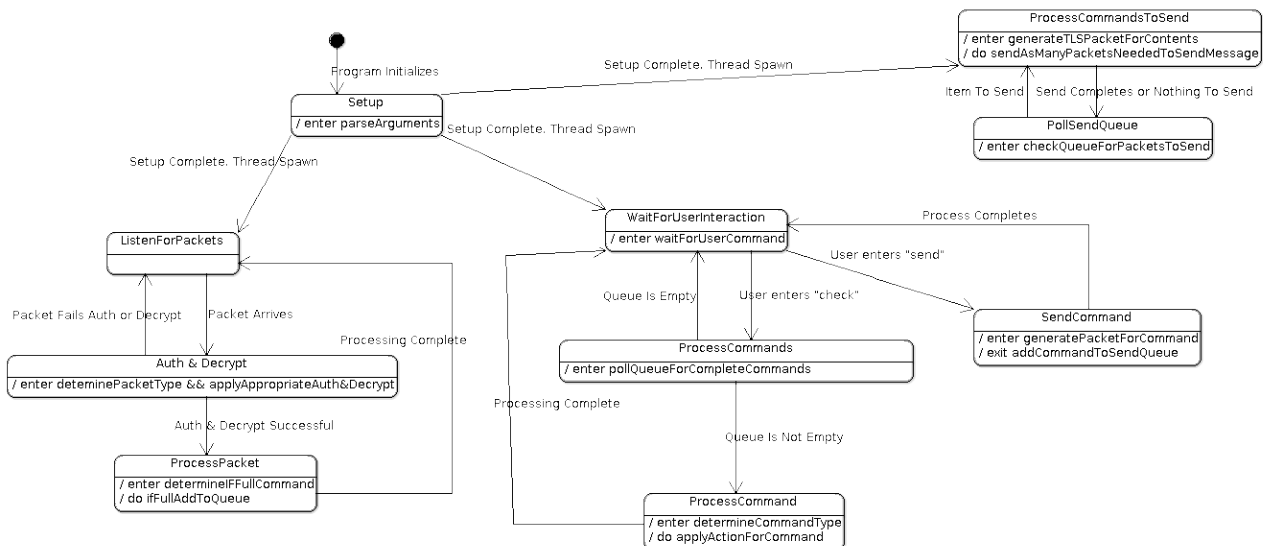 ProcessCommandsToSend
/ enter generateTLSPacketForContents
/ do sendAsManyPacketsNeededToSendMessage
Program Initializes
Setup Complete. Thread Spawn
Setup
/ enter parseArguments
Item To Send
Send Completes or Nothing To Send
Setup Complete. Thread Spawn
PollSendQueue
/ enter checkQueueForPacketsToSend
Setup Complete. Thread Spawn
WaitForUserInteraction
/ enter waitForUserCommand
Process Completes
ListenForPackets
User enters "send"
Queue Is Empty
User enters "check"
Packet Fails Auth or Decrypt
Packet Arrives
SendCommand
/ enter generatePacketForCommand
/ exit addCommandToSendQueue
Processing Complete
ProcessCommands
/ enter pollQueueForCompleteCommands
Auth & Decrypt
/ enter deteminePacketType && applyAppropriateAuth&Decrypt
Processing Complete
Auth & Decrypt Successful
Queue Is Not Empty
ProcessPacket
/ enter determineIFFullCommand
/ do ifFullAddToQueue
ProcessCommand
/ enter determineCommandType
/ do applyActionForCommand